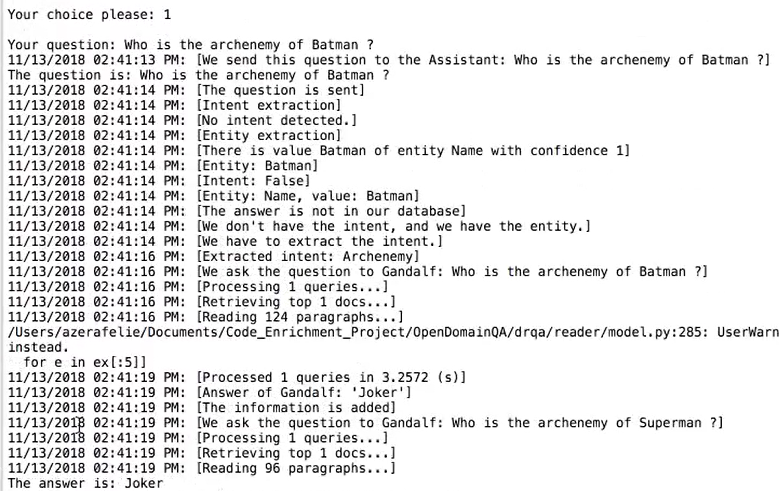 Your choice please: 1
Your question: Who is the archenemy of Batman ?
11/13/2018 02:41:13 PM: [We send this question to the Assistant: Who is the archenemy of Batman ?]
The question is: Who is the archenemy of Batman ?
11/13/2018 02:41:14 PM: [The question is sent]
11/13/2018 02:41:14 PM: [Intent extraction]
11/13/2018 02:41:14 PM: [No intent detected.]
11/13/2018 02:41:14 PM: [Entity extraction]
11/13/2018 02:41:14 PM: [There is value Batman of entity Name with confidence 1]
11/13/2018 02:41:14 PM: [Entity: Batman]
11/13/2018 02:41:14 PM: [Intent: False]
11/13/2018 02:41:14 PM: [Entity: Name, value: Batman]
11/13/2018 02:41:14 PM: [The answer is not in our database]
11/13/2018 02:41:14 PM: [We don't have the intent, and we have the entity.]
11/13/2018 02:41:14 PM: [We have to extract the intent.]
11/13/2018 02:41:16 PM: [Extracted intent: Archenemy]
11/13/2018 02:41:16 PM: [We ask the question to Gandalf: Who is the archenemy of Batman ?]
11/13/2018 02:41:16 PM: [Processing 1 queries...]
11/13/2018 02:41:16 PM: [Retrieving top 1 docs...]
11/13/2018 02:41:16 PM: [Reading 124 paragraphs...]
/Users/azerafelie/Documents/Code_Enrichment_Project/OpenDomainQA/drqa/reader/model.py:285: UserWarn
instead.
for e in ex[:5]]
11/13/2018 02:41:19 PM: [Processed 1 queries in 3.2572 (s)]
11/13/2018 02:41:19 PM: [Answer of Gandalf: 'Joker']
11/13/2018 02:41:19 PM: [The information is added]
11/13/2018 02:41:19 PM: [We ask the question to Gandalf: Who is the archenemy of Superman ?]
11/13/2018 02:41:19 PM: [Processing 1 queries...]
11/13/2018 02:41:19 PM: [Retrieving top 1 docs...]
11/13/2018 02:41:19 PM: [Reading 96 paragraphs...]
The answer is: Joker